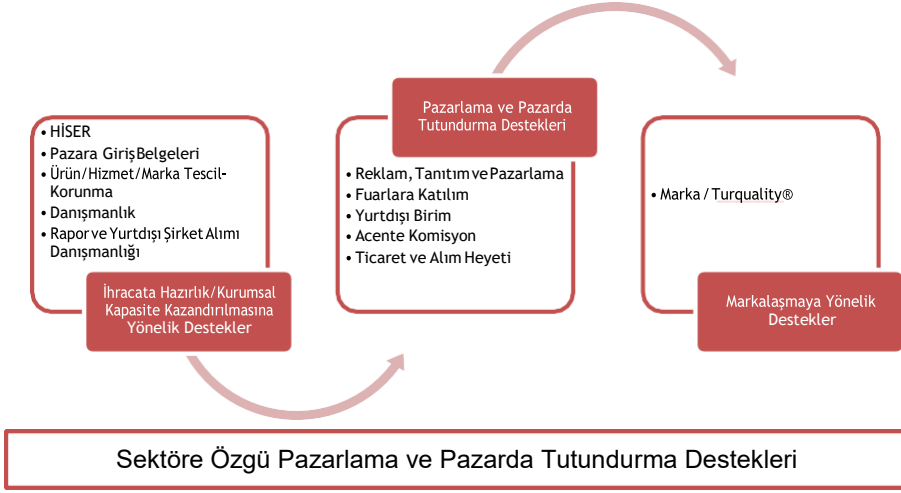 • HİSER
• Pazara Giriş Belgeleri
• Ürün/Hizmet/Marka Tescil-
Korunma
• Danışmanlık
• Rapor ve Yurtdışı Şirket Alımı
Danışmanlığı
İhracata Hazırlık/Kurumsal
Kapasite Kazandırılmasına
Yönelik Destekler
Pazarlama ve Pazarda
Tutundurma Destekleri
• Reklam, Tanıtım ve Pazarlama
• Fuarlara Katılım
• Yurtdışı Birim
• Acente Komisyon
• Ticaret ve Alım Heyeti
• Marka / Turquality®
Markalaşmaya Yönelik
Destekler
Sektöre Özgü Pazarlama ve Pazarda Tutundurma Destekleri